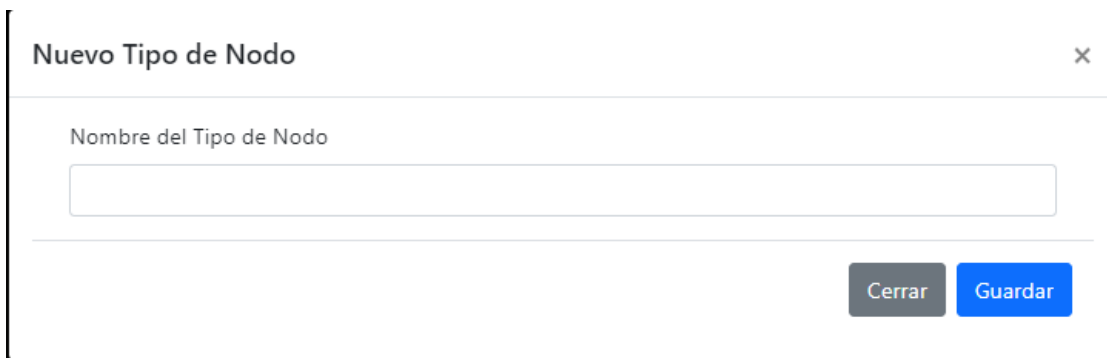 Nuevo Tipo de Nodo ×
Nombre del Tipo de Nodo
Cerrar Guardar